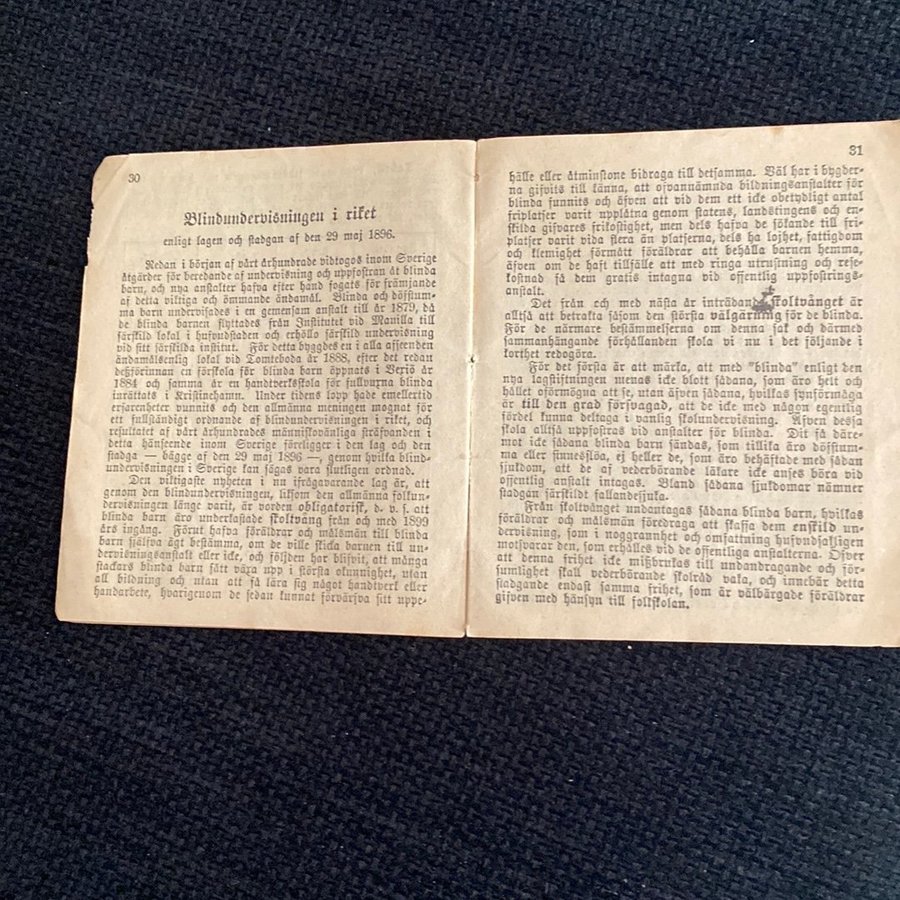 30
Blindundervisningen i riket
enligt lagen och stadgan af den 29 maj 1896.
Redan i början af vårt århundrade vidtogos inom Sverige
åtgärder för beredande af undervisning och uppfostran åt blinda
barn, och nya anstalter hafva efter hand fogats för främjande
af detta viktiga och ömmande ändamål. Blinda och döfstum-
ma barn undervisades i en gemensam anstalt till år 1879, då
de blinda barnen flyttades från Institutet vid Manilla till
särskild lokal i hufvudstaden och erhöllo särskild undervisning
vid sitt särskilda institut. För detta byggdes en i alla afseenden
ändamålsenlig lokal vid Tomteboda år 1888, efter det redan
dessförinnan en förskola för blinda barn öppnats i Vexiö år
1884 och samma år en handtverksskola för fullvuxna blinda
inrättats i Kristinehamn. Under tidens lopp hade emellertid
erfarenheter vunnits och den allmänna meningen mognat för
ett fullständigt ordnande af blindundervisningen i riket, och
resultatet af vårt århundrades människovänliga sträfvanden i
detta hänseende inom Sverige föreligger i den lag och den
stadga — bägge af den 29 maj 1896 —, genom hvilka blind-
undervisningen i Sverige kan sägas vara slutligen ordnad.
Den viktigaste nyheten i nu ifrågavarande lag är, att
genom den blindundervisningen, liksom den allmänna folkun-
dervisningen länge varit, är vorden obligatorisk, d. v. s. att
blinda barn äro underkastade skoltvång från och med 1899
års ingång. Förut hafva föräldrar och målsmän till blinda
barn själfva ägt bestämma, om de ville skicka barnen till un-
dervisningsanstalt eller icke, och följden har blifvit, att många
stackars blinda barn fått växa upp i största okunnighet, utan
all bildning och utan att få lära sig något handtverk eller
handarbete, hvarigenom de sedan kunnat förvärfva sitt uppe-
31
hälle eller åtminstone bidraga till detsamma. Väl har i bygder-
na gifvits till känna, att ofvannämnda bildningsanstalter för
blinda funnits och äfven att vid dem ett icke obetydligt antal
friplatser varit upplåtna genom statens, landstingens och en-
skilda gifvares frikostighet, men dels hafva de sökande till fri-
platser varit vida flera än platserna, dels ha lojhet, fattigdom
och klemighet förmått föräldrar att behålla barnen hemma,
äfven om de haft tillfälle att med ringa utrustning och rese-
kostnad få dem gratis intagna vid offentlig uppfostrings-
anstalt.
Det från och med nästa år inträdande skoltvånget är
alltså att betrakta såsom den största välgärning för de blinda.
För de närmare bestämmelserna om denna sak och därmed
sammanhängande förhållanden skola vi nu i det följande i
korthet redogöra.
För det första är att märka, att med "blinda" enligt den
nya lagstiftningen menas icke blott sådana, som äro helt och
hållet oförmögna att se, utan äfven sådana, hvilkas synförmåga
är till den grad försvagad, att de icke med någon egentlig
fördel kunna deltaga i vanlig skolundervisning. Äfven dessa
skola alltså uppfostras vid anstalter för blinda. Dit få däre-
mot icke sådana blinda barn sändas, som tillika äro döfstum-
ma eller sinnesslöa, ej heller de, som äro behäftade med sådan
sjukdom, att de af vederbörande läkare icke anses böra vid
offentlig anstalt intagas. Bland sådana sjukdomar nämner
stadgan särskildt fallandesjuka.
Från skoltvånget undantagas sådana blinda barn, hvilkas
föräldrar och målsmän föredraga att skaffa dem enskild un-
dervisning, som i noggrannhet och omfattning hufvudsakligen
motsvarar den, som erhålles vid de offentliga anstalterna. Öfver
att denna frihet icke missbrukas till undandragande och för-
sumlighet skall vederbörande skolråd vaka, och innebär detta
stadgande endast samma frihet, som är välbärgade föräldrar
gifven med hänsyn till folkskolan.